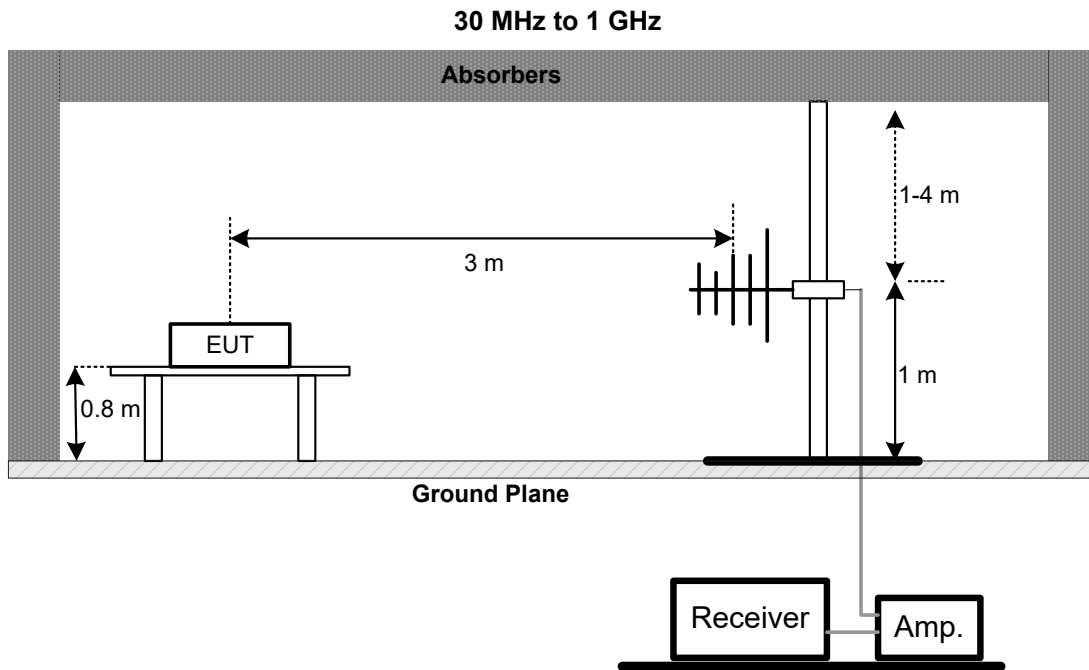 30 MHz to 1 GHz
Absorbers
1-4 m
3 m
EUT
0.8 m
1 m
Ground Plane
Receiver
Amp.